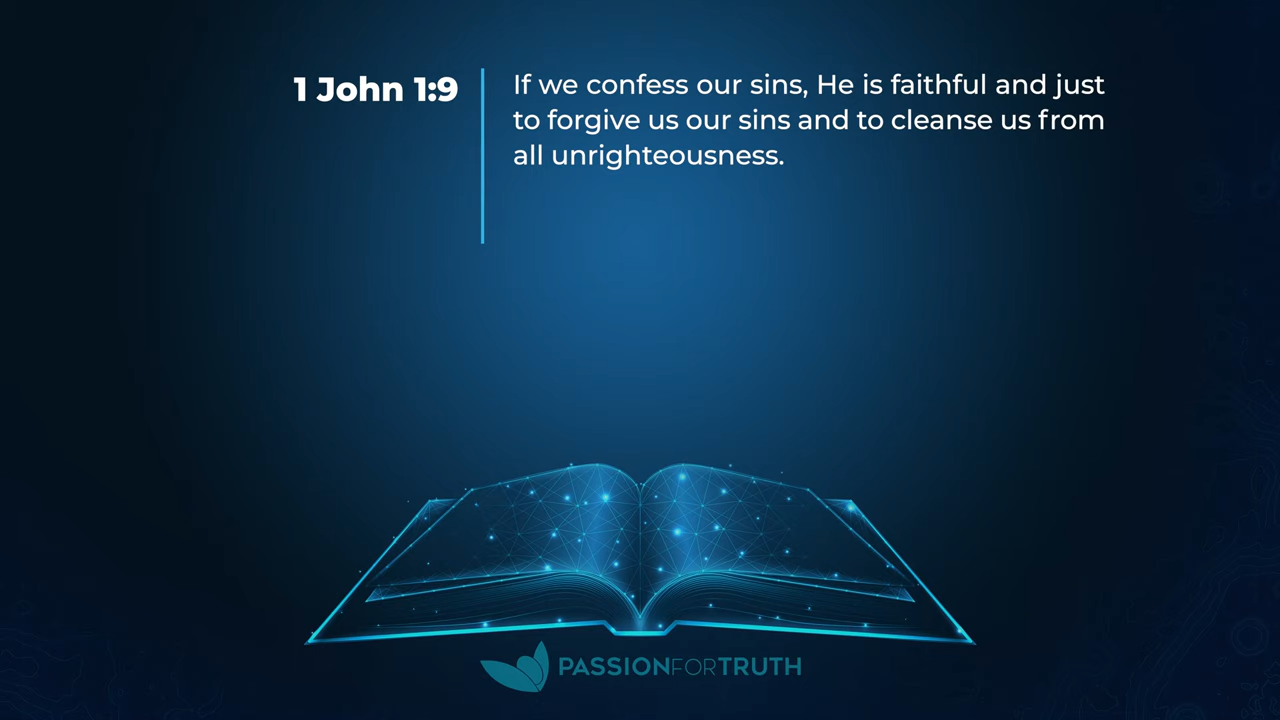 1 John 1:9
If we confess our sins, He is faithful and just
to forgive us our sins and to cleanse us from
all unrighteousness.
PASSIONFORTRUTH